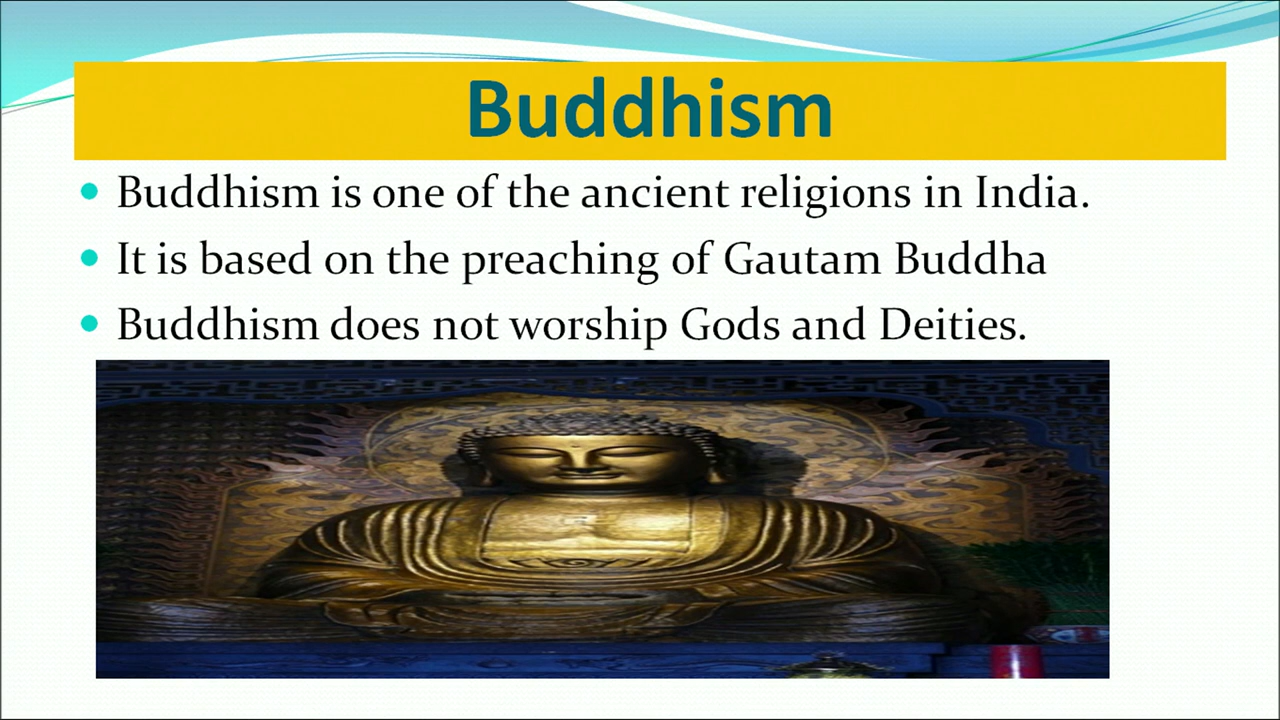 Buddhism
Buddhism is one of the ancient religions in India.
It is based on the preaching of Gautam Buddha
Buddhism does not worship Gods and Deities.